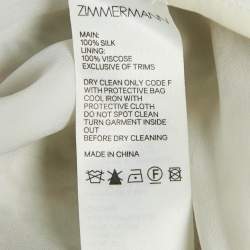 ZIMMERMANN
MAIN:
100% SILK
LINING:
100% VISCOSE
EXCLUSIVE OF TRIMS
DRY CLEAN ONLY CODE F
WITH PROTECTIVE BAG
COOL IRON WITH
PROTECTIVE CLOTH
DO NOT SPOT CLEAN
TURN GARMENT INSIDE
OUT
BEFORE DRY CLEANING
MADE IN CHINA